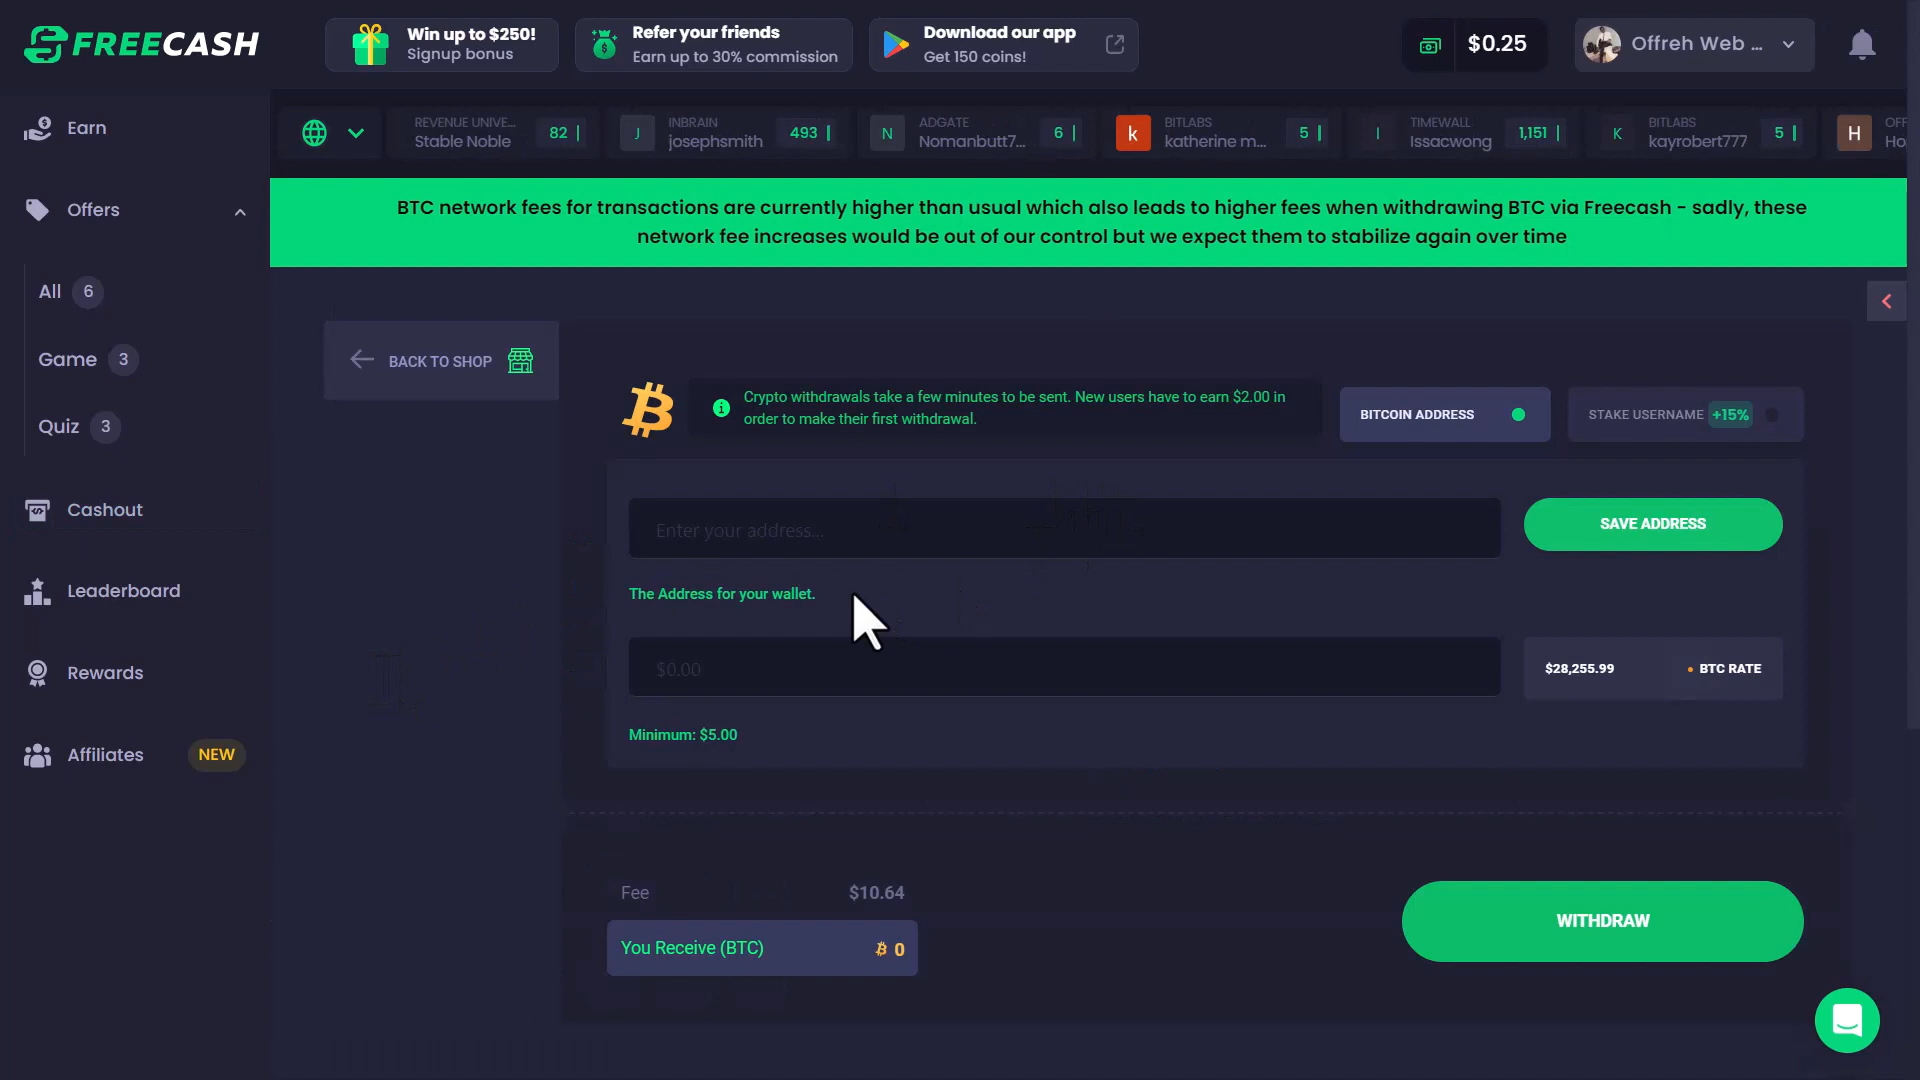 FREECASH
Win up to $250!
Signup bonus
Refer your friends
Earn up to 30% commission
Download our app
Get 150 coins!
$0.25
Offreh Web ...
Earn
Offers
All 6
Game 3
Quiz 3
Cashout
Leaderboard
Rewards
Affiliates NEW
REVENUE UNIVE...
Stable Noble
82
J
INBRAIN
josephsmith
493
N
ADGATE
Nomanbutt7...
6
k
BITLABS
katherine m...
5
I
TIMEWALL
Issacwong
1,151
K
BITLABS
kayrobert777
5
H
OFF
Ho
BTC network fees for transactions are currently higher than usual which also leads to higher fees when withdrawing BTC via Freecash - sadly, these
network fee increases would be out of our control but we expect them to stabilize again over time
BACK TO SHOP
Crypto withdrawals take a few minutes to be sent. New users have to earn $2.00 in
order to make their first withdrawal.
BITCOIN ADDRESS
STAKE USERNAME +15%
Enter your address...
SAVE ADDRESS
The Address for your wallet.
$0.00
$28,255.99
BTC RATE
Minimum: $5.00
Fee $10.64
You Receive (BTC) 0
WITHDRAW